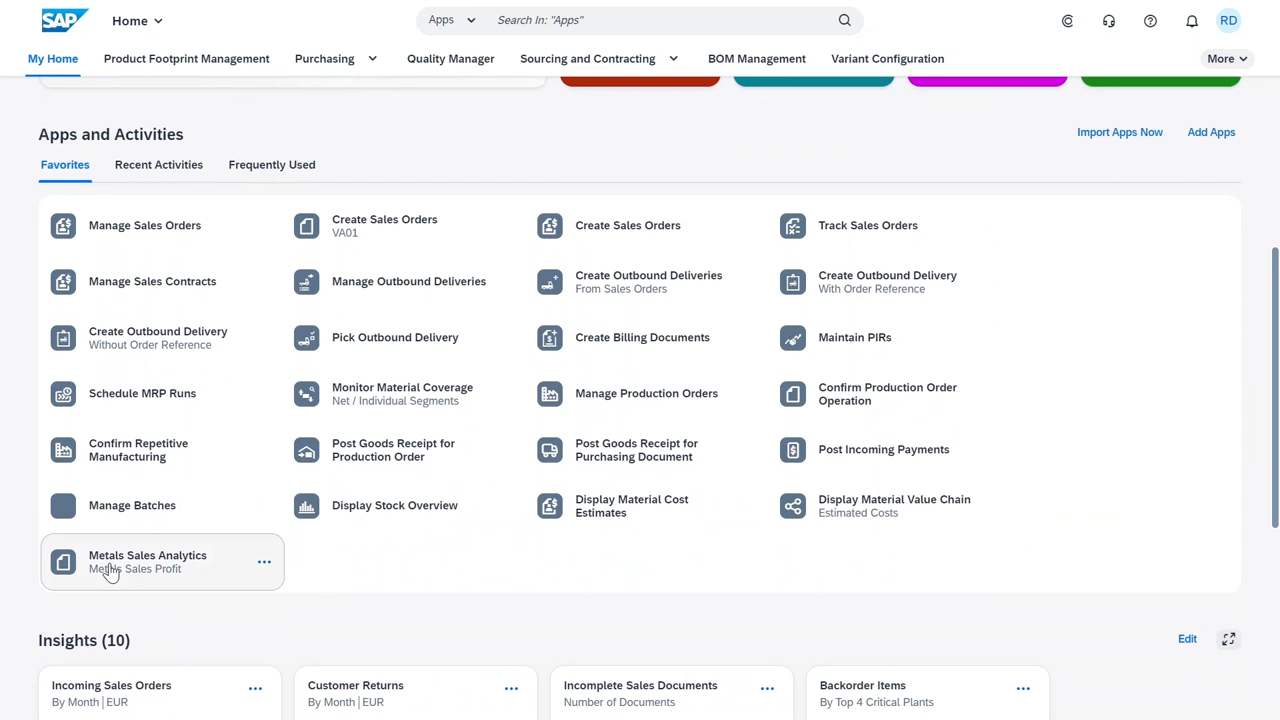 SAP
Home
Apps
Search In: "Apps"
RD
My Home
Product Footprint Management
Purchasing
Quality Manager
Sourcing and Contracting
BOM Management
Variant Configuration
More
Apps and Activities
Import Apps Now
Add Apps
Favorites
Recent Activities
Frequently Used
Manage Sales Orders
Create Sales Orders
VA01
Create Sales Orders
Track Sales Orders
Manage Sales Contracts
Manage Outbound Deliveries
Create Outbound Deliveries
From Sales Orders
Create Outbound Delivery
With Order Reference
Create Outbound Delivery
Without Order Reference
Pick Outbound Delivery
Create Billing Documents
Maintain PIRs
Schedule MRP Runs
Monitor Material Coverage
Net / Individual Segments
Manage Production Orders
Confirm Production Order
Operation
Confirm Repetitive
Manufacturing
Post Goods Receipt for
Production Order
Post Goods Receipt for
Purchasing Document
Post Incoming Payments
Manage Batches
Display Stock Overview
Display Material Cost
Estimates
Display Material Value Chain
Estimated Costs
Metals Sales Analytics
Metals Sales Profit
Insights (10)
Edit
Incoming Sales Orders
By Month | EUR
Customer Returns
By Month | EUR
Incomplete Sales Documents
Number of Documents
Backorder Items
By Top 4 Critical Plants